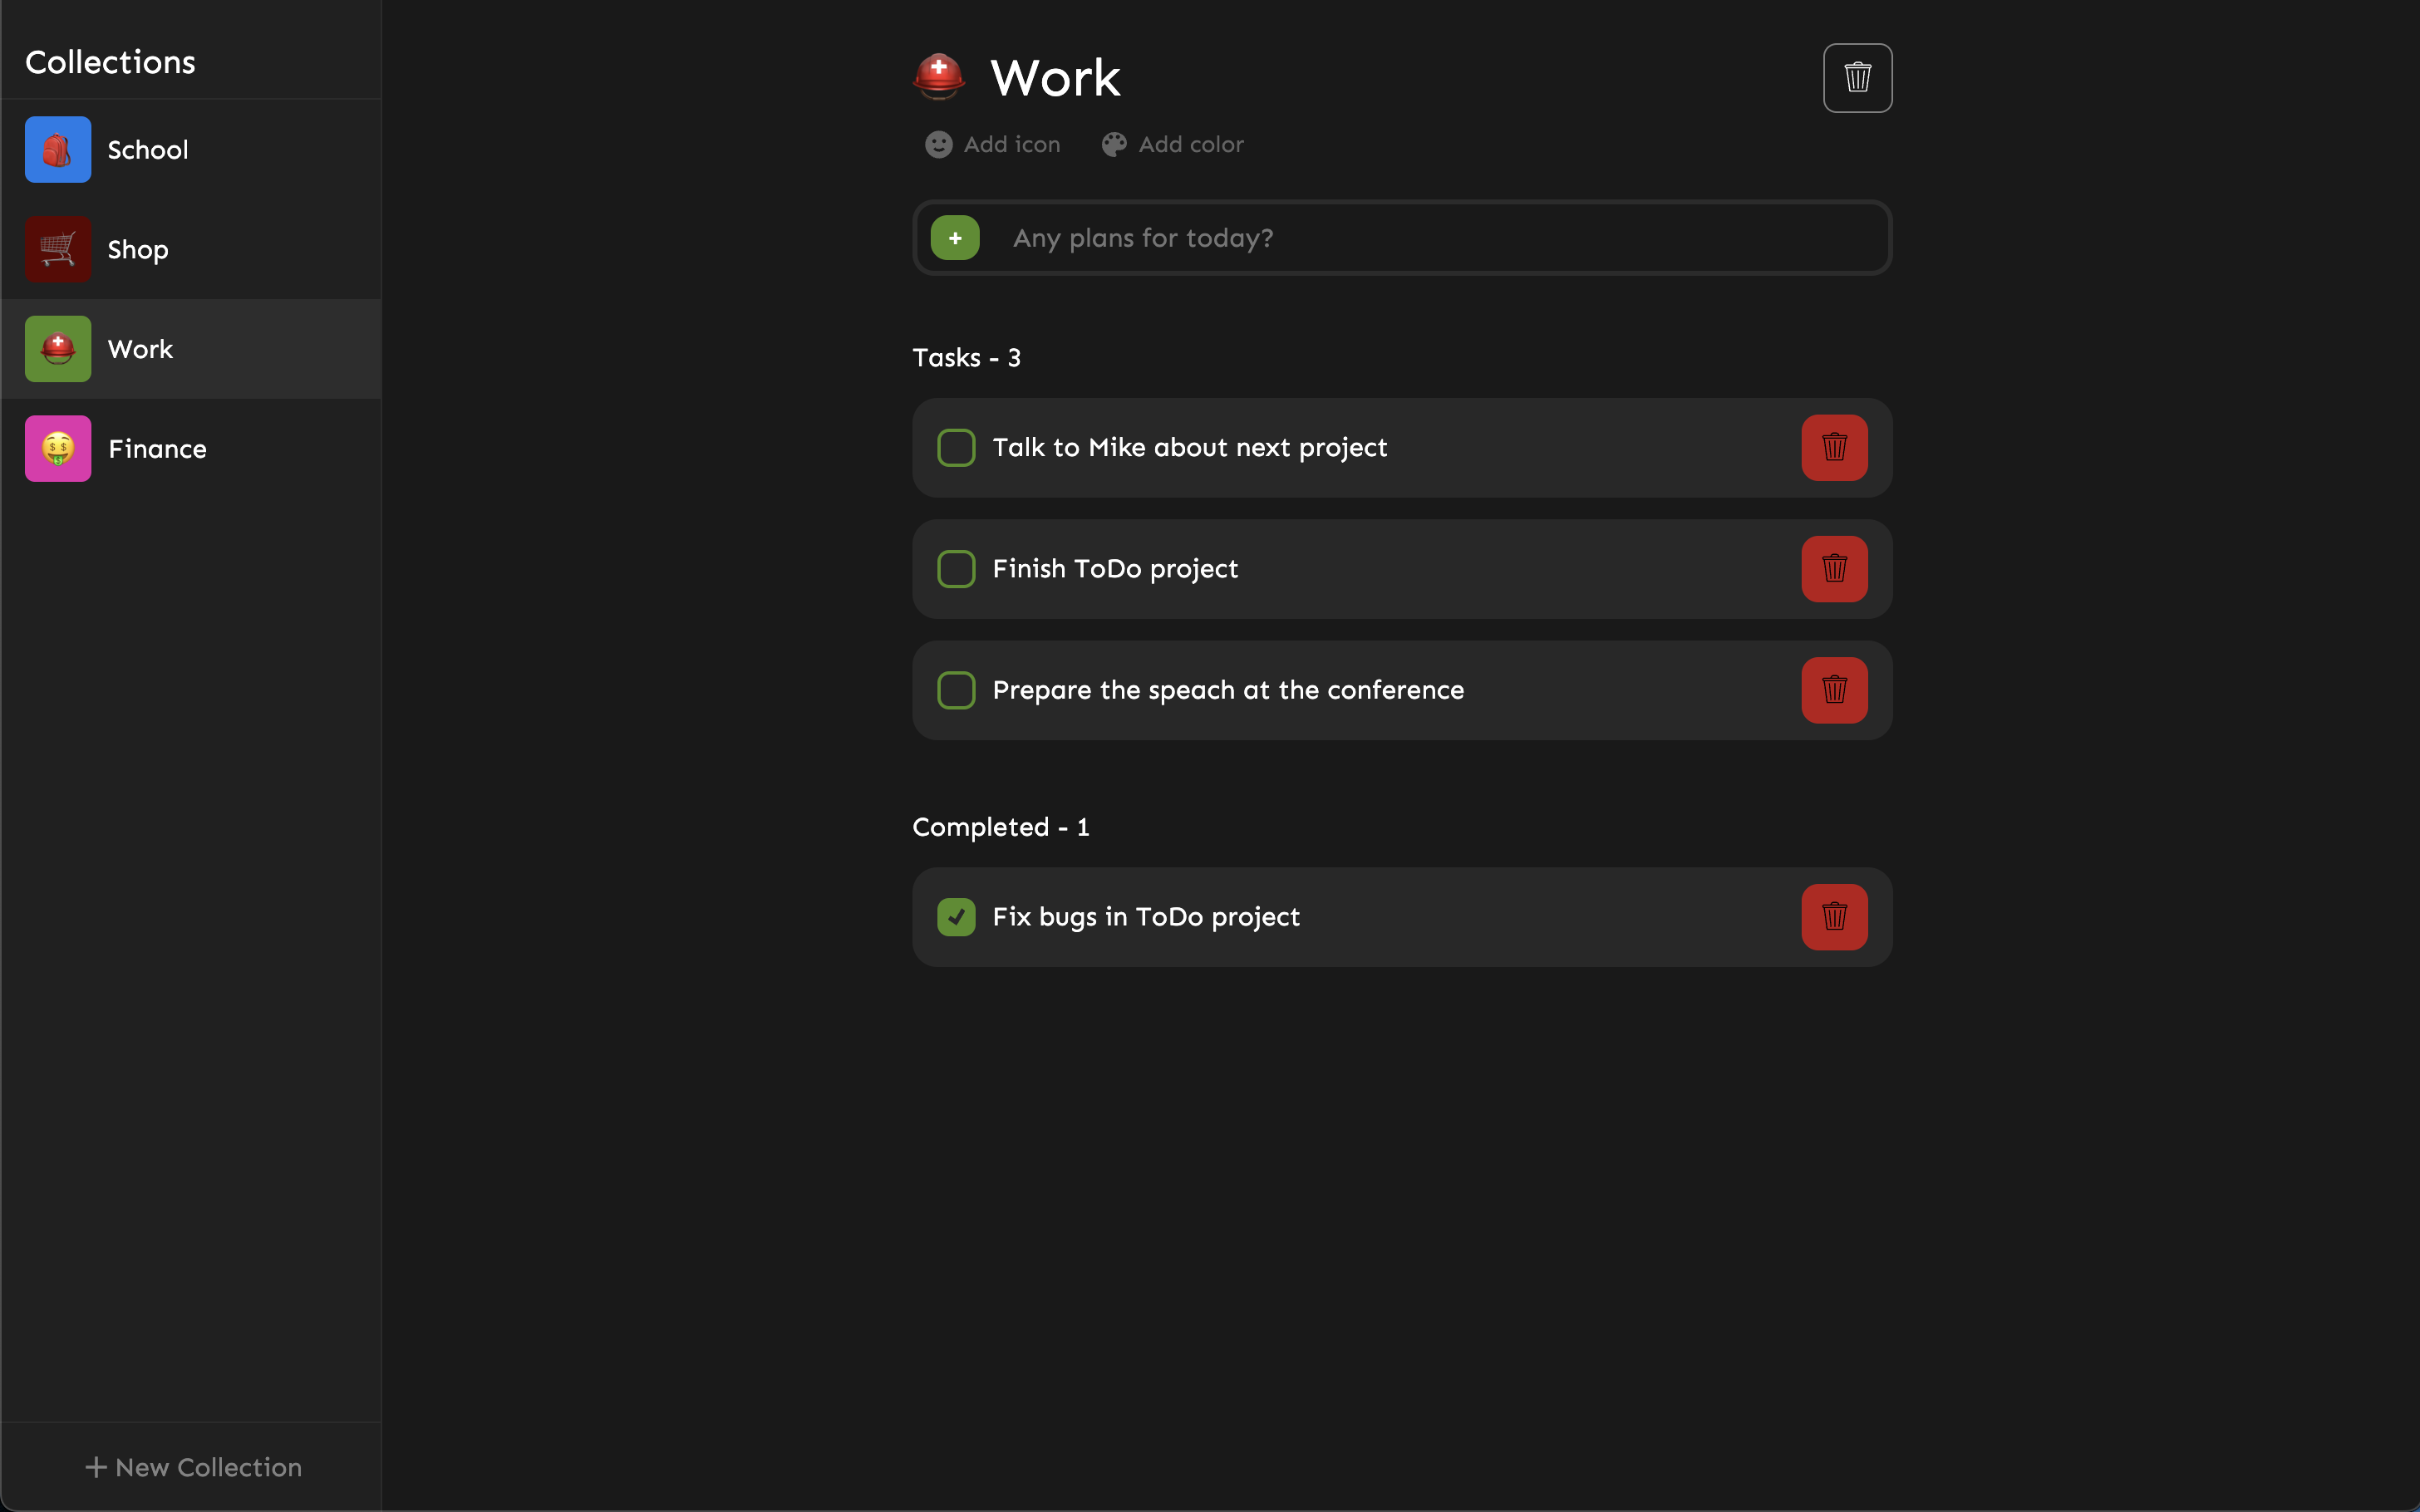 Collections
School
Shop
Work
Finance
+ New Collection
Work
Add icon
Add color
+ Any plans for today?
Tasks - 3
Talk to Mike about next project
Finish ToDo project
Prepare the speach at the conference
Completed - 1
Fix bugs in ToDo project